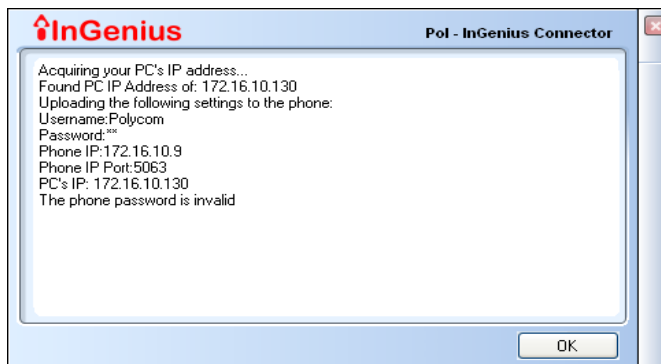 InGenius
Pol - InGenius Connector
Acquiring your PC's IP address...
Found PC IP Address of: 172.16.10.130
Uploading the following settings to the phone:
Username:Polycom
Password:**
Phone IP:172.16.10.9
Phone IP Port:5063
PC's IP: 172.16.10.130
The phone password is invalid
OK